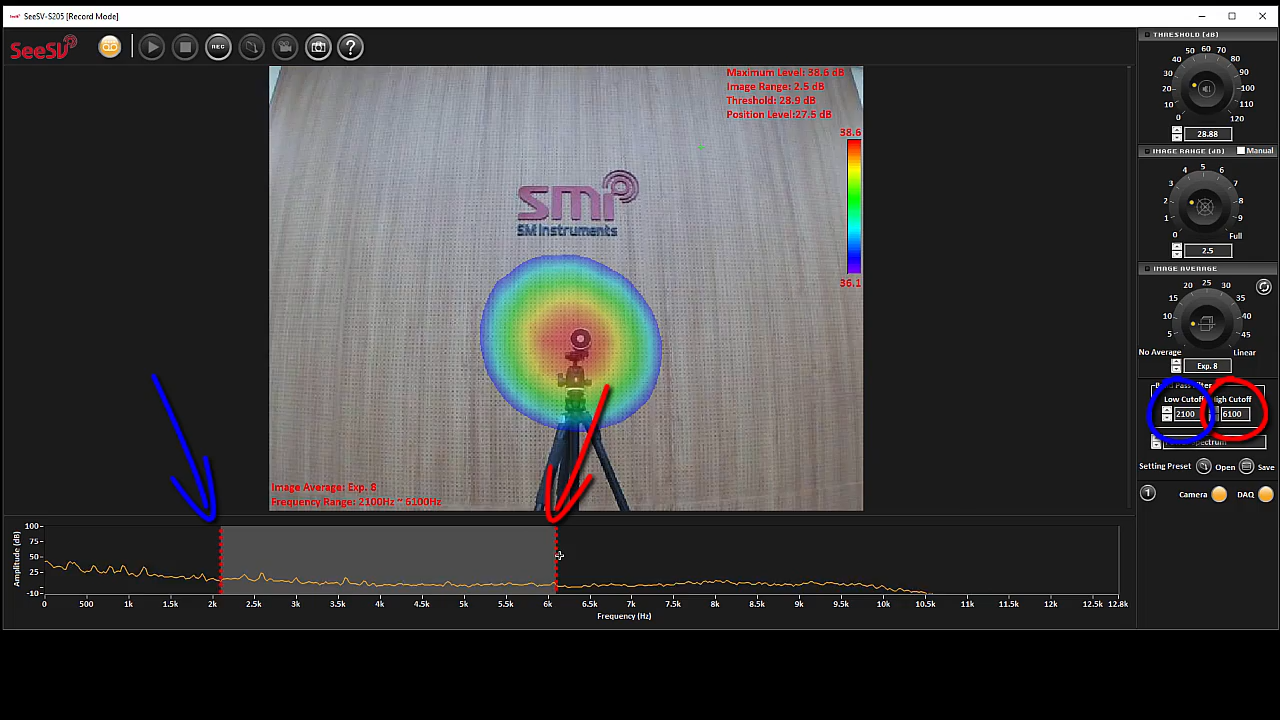 SeeSV-S205 [Record Mode]
SeeSV
REC
?
Maximum Level: 38.6 dB
Image Range: 2.5 dB
Threshold: 28.9 dB
Position Level:27.5 dB
38.6
36.1
smi
SM Instruments
Image Average: Exp. 8
Frequency Range: 2100Hz ~ 6100Hz
THRESHOLD (dB)
0 10 20 30 40 50 60 70 80 90 100 110 120
28.88
IMAGE RANGE (dB) Manual
0 1 2 3 4 5 6 7 8 9 Full
2.5
IMAGE AVERAGE
No Average 5 10 15 20 25 30 35 40 45 Linear
Exp. 8
Low Cutoff High Cutoff
2100 6100
Spectrum
Setting Preset Open Save
1 Camera DAQ
Amplitude (dB)
100
75
50
25
-10
0 500 1k 1.5k 2k 2.5k 3k 3.5k 4k 4.5k 5k 5.5k 6k 6.5k 7k 7.5k 8k 8.5k 9k 9.5k 10k 10.5k 11k 11.5k 12k 12.8k
Frequency (Hz)